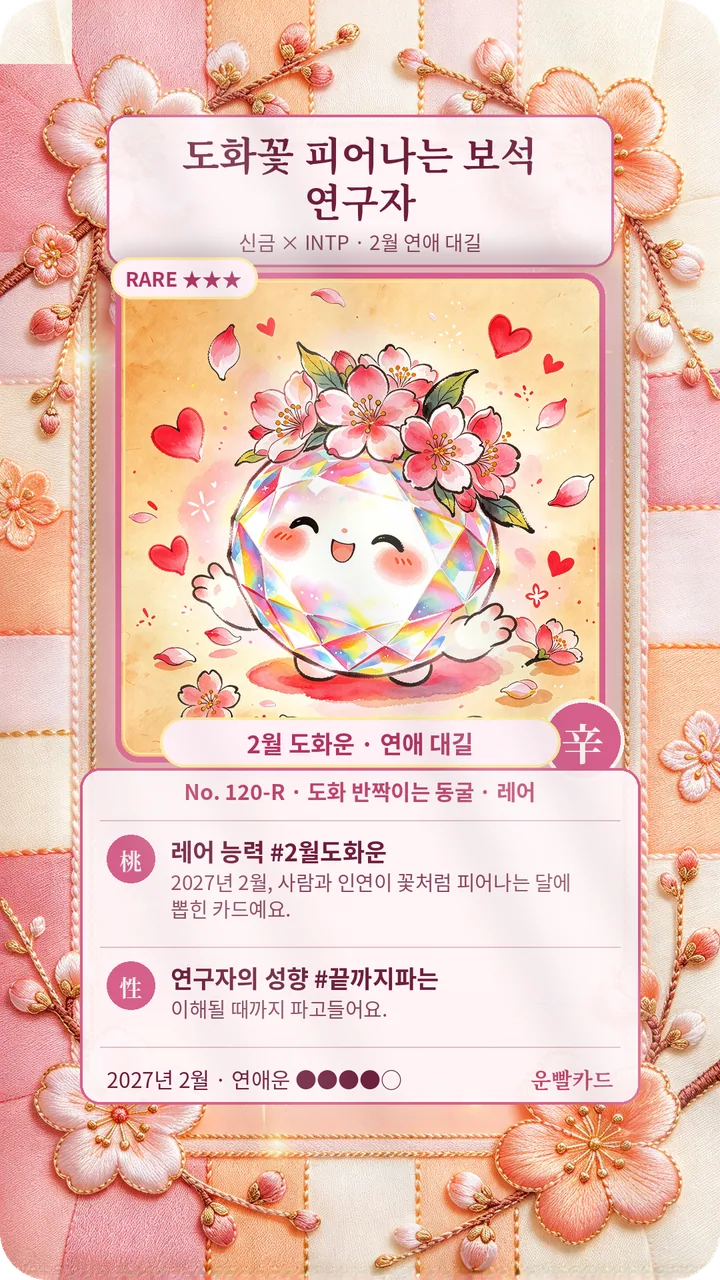 도화꽃 피어나는 보석
연구자
신금 × INTP · 2월 연애 대길
RARE ★★★
2월 도화운 · 연애 대길
辛
No. 120-R · 도화 반짝이는 동굴 · 레어
桃
레어 능력 #2월도화운
2027년 2월, 사람과 인연이 꽃처럼 피어나는 달에
뽑힌 카드예요.
性
연구자의 성향 #끝까지파는
이해될 때까지 파고들어요.
2027년 2월 · 연애운 ●●●●○
운빨카드